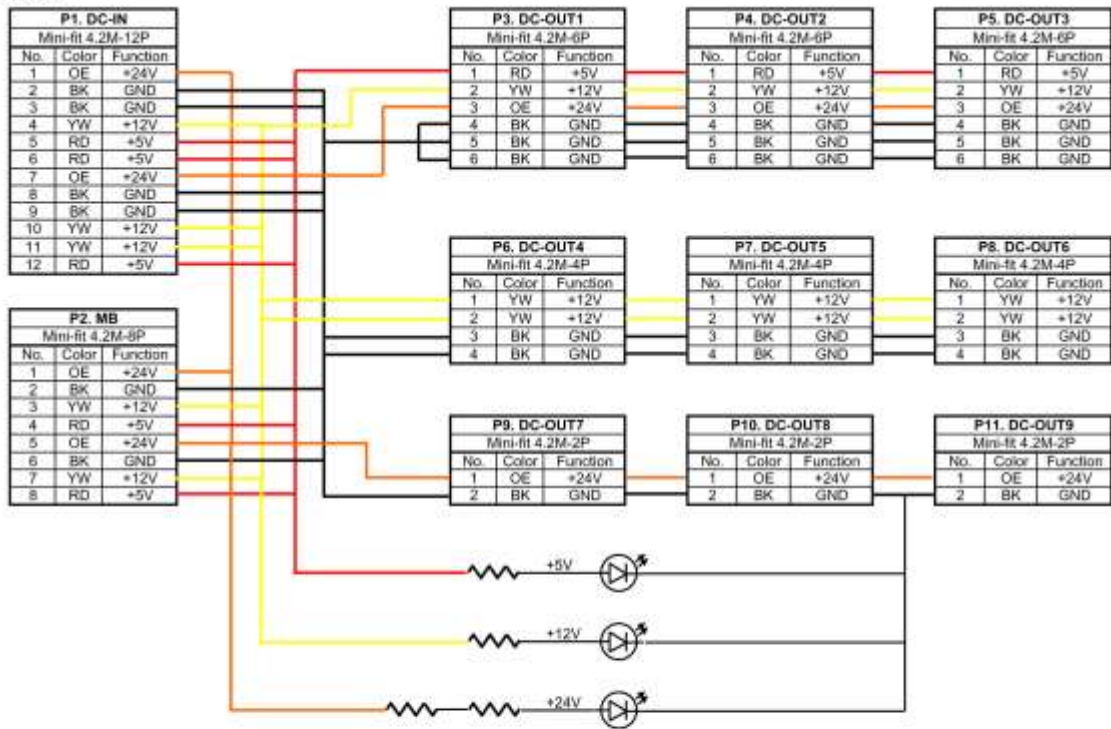 P1. DC-IN
Mini-fit 4.2M-12P
No. Color Function
1 OE +24V
2 BK GND
3 BK GND
4 YW +12V
5 RD +5V
6 RD +5V
7 OE +24V
8 BK GND
9 BK GND
10 YW +12V
11 YW +12V
12 RD +5V
P2. MB
Mini-fit 4.2M-8P
No. Color Function
1 OE +24V
2 BK GND
3 YW +12V
4 RD +5V
5 OE +24V
6 BK GND
7 YW +12V
8 RD +5V
P3. DC-OUT1
Mini-fit 4.2M-6P
No. Color Function
1 RD +5V
2 YW +12V
3 OE +24V
4 BK GND
5 BK GND
6 BK GND
P4. DC-OUT2
Mini-fit 4.2M-6P
No. Color Function
1 RD +5V
2 YW +12V
3 OE +24V
4 BK GND
5 BK GND
6 BK GND
P5. DC-OUT3
Mini-fit 4.2M-6P
No. Color Function
1 RD +5V
2 YW +12V
3 OE +24V
4 BK GND
5 BK GND
6 BK GND
P6. DC-OUT4
Mini-fit 4.2M-4P
No. Color Function
1 YW +12V
2 YW +12V
3 BK GND
4 BK GND
P7. DC-OUT5
Mini-fit 4.2M-4P
No. Color Function
1 YW +12V
2 YW +12V
3 BK GND
4 BK GND
P8. DC-OUT6
Mini-fit 4.2M-4P
No. Color Function
1 YW +12V
2 YW +12V
3 BK GND
4 BK GND
P9. DC-OUT7
Mini-fit 4.2M-2P
No. Color Function
1 OE +24V
2 BK GND
P10. DC-OUT8
Mini-fit 4.2M-2P
No. Color Function
1 OE +24V
2 BK GND
P11. DC-OUT9
Mini-fit 4.2M-2P
No. Color Function
1 OE +24V
2 BK GND
+5V
+12V
+24V